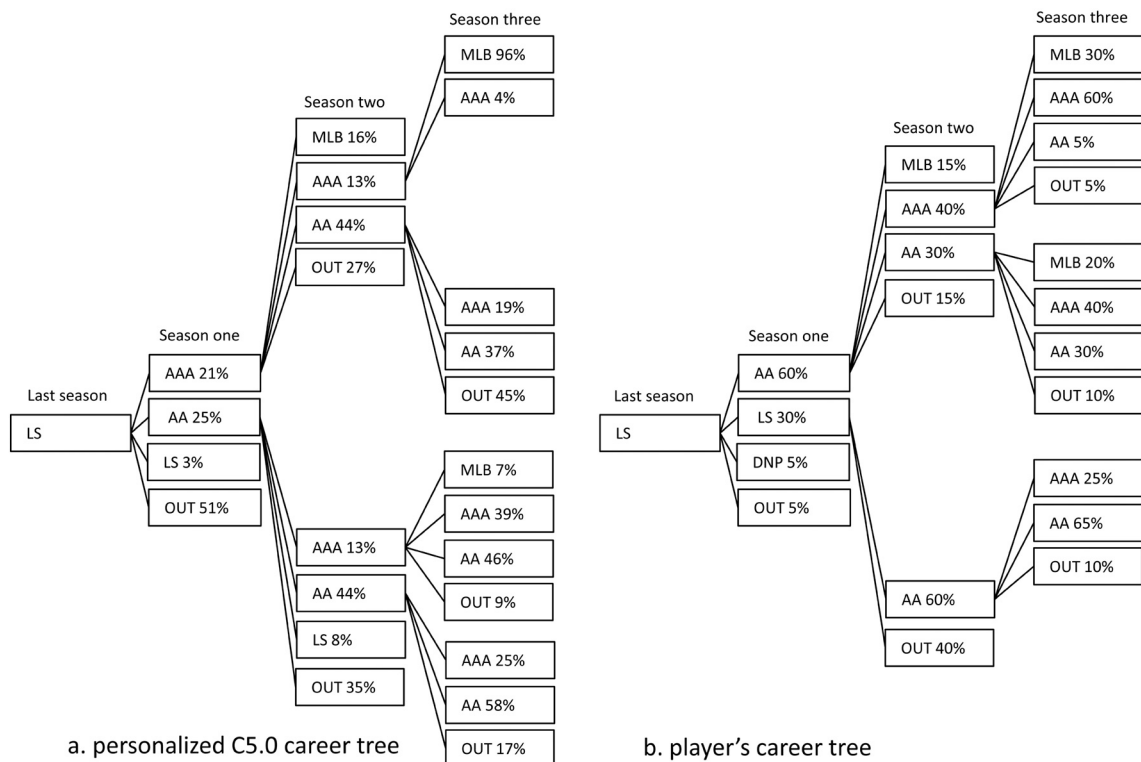 Last season
LS
Season one
AAA 21%
AA 25%
LS 3%
OUT 51%
Season two
MLB 16%
AAA 13%
AA 44%
OUT 27%
AAA 13%
AA 44%
LS 8%
OUT 35%
Season three
MLB 96%
AAA 4%
AAA 19%
AA 37%
OUT 45%
MLB 7%
AAA 39%
AA 46%
OUT 9%
AAA 25%
AA 58%
OUT 17%
a. personalized C5.0 career tree
Last season
LS
Season one
AA 60%
LS 30%
DNP 5%
OUT 5%
Season two
MLB 15%
AAA 40%
AA 30%
OUT 15%
AA 60%
OUT 40%
Season three
MLB 30%
AAA 60%
AA 5%
OUT 5%
MLB 20%
AAA 40%
AA 30%
OUT 10%
AAA 25%
AA 65%
OUT 10%
b. player's career tree